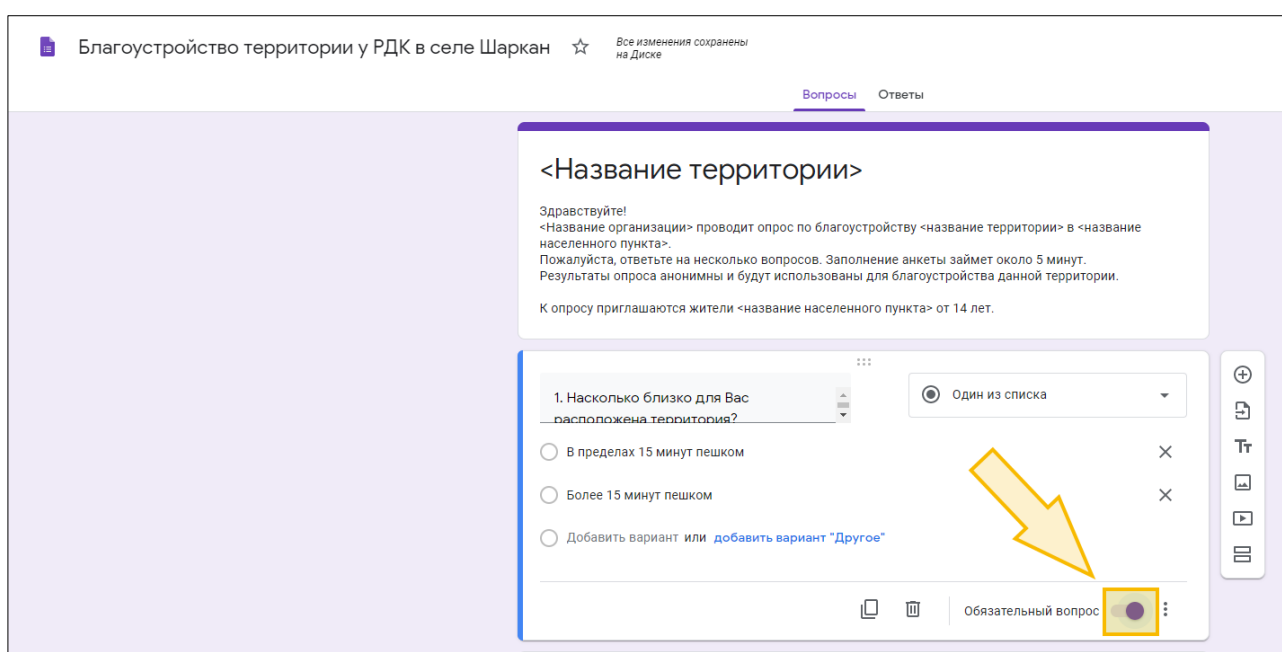 Благоустройство территории у РДК в селе Шаркан
Все изменения сохранены
на Диске
Вопросы Ответы
<Название территории>
Здравствуйте!
<Название организации> проводит опрос по благоустройству <название территории> в <название
населенного пункта>.
Пожалуйста, ответьте на несколько вопросов. Заполнение анкеты займет около 5 минут.
Результаты опроса анонимны и будут использованы для благоустройства данной территории.
К опросу приглашаются жители <название населенного пункта> от 14 лет.
1. Насколько близко для Вас
расположена территория?
Один из списка
В пределах 15 минут пешком
Более 15 минут пешком
Добавить вариант или добавить вариант "Другое"
Обязательный вопрос
Тт